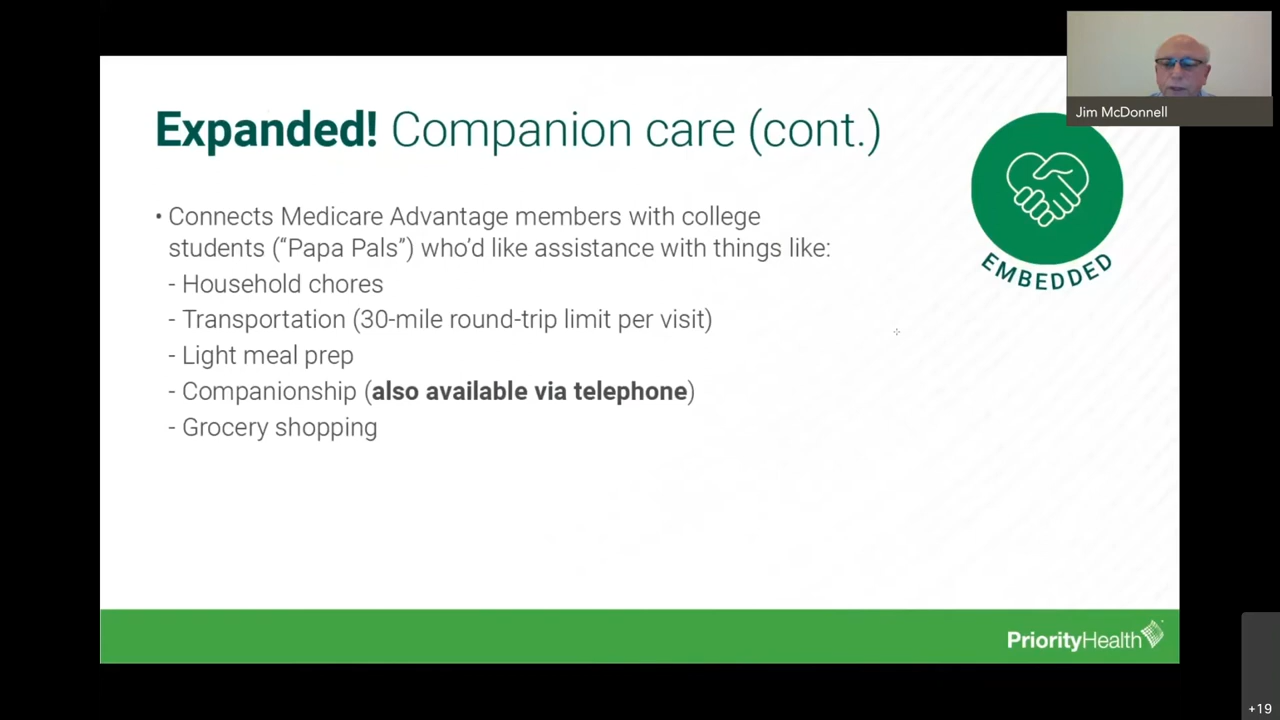 Jim McDonnell
Expanded! Companion care (cont.)
EMBEDDED
• Connects Medicare Advantage members with college
students (“Papa Pals”) who’d like assistance with things like:
- Household chores
- Transportation (30-mile round-trip limit per visit)
- Light meal prep
- Companionship (also available via telephone)
- Grocery shopping
PriorityHealth
+19